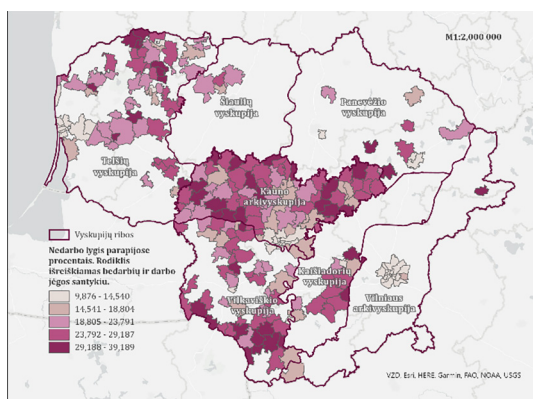 M1:2,000 000
Šiaulių
vyskupija
Panevėžio
vyskupija
Telšių
vyskupija
Kauno
arkivyskupija
Kaišiadorių
vyskupija
Vilkaviškio
vyskupija
Vilniaus
arkivyskupija
Vyskupijų ribos
Nedarbo lygis parapijose
procentais. Rodiklis
išreiškiamas bedarbių ir darbo
jėgos santykiu.
9,876 - 14,540
14,541 - 18,804
18,805 - 23,791
23,792 - 29,187
29,188 - 39,189
VZD, Esri, HERE, Garmin, FAO, NOAA, USGS